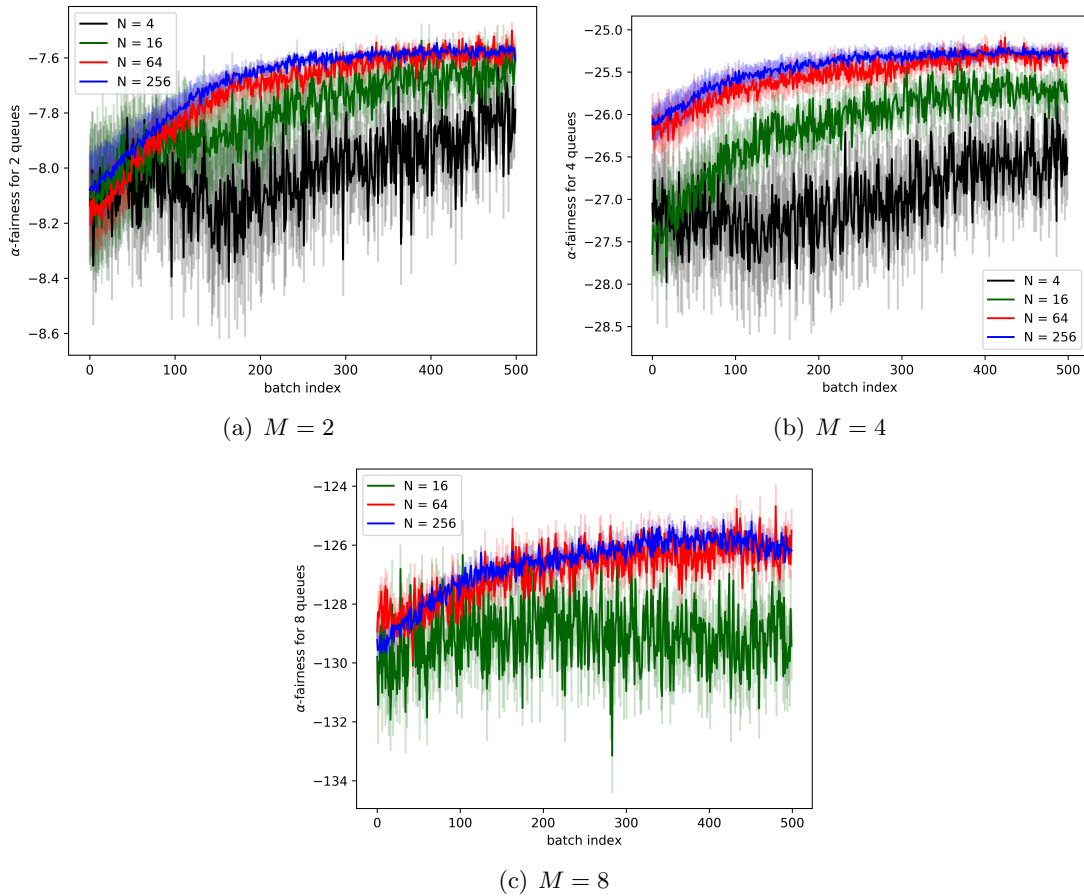 N = 4
N = 16
N = 64
N = 256
−7.6
−7.8
−8.0
−8.2
−8.4
−8.6
α-fairness for 2 queues
0 100 200 300 400 500
batch index
(a) M = 2
−25.0
−25.5
−26.0
−26.5
−27.0
−27.5
−28.0
−28.5
α-fairness for 4 queues
N = 4
N = 16
N = 64
N = 256
0 100 200 300 400 500
batch index
(b) M = 4
N = 16
N = 64
N = 256
−124
−126
−128
−130
−132
−134
α-fairness for 8 queues
0 100 200 300 400 500
batch index
(c) M = 8